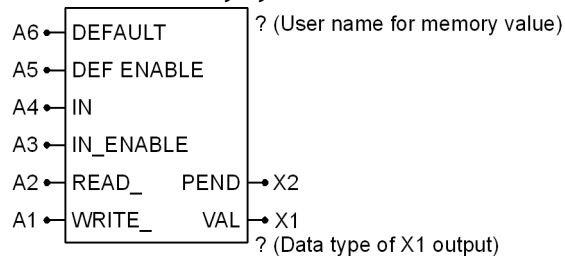 A6 DEFAULT ? (User name for memory value)
A5 DEF ENABLE
A4 IN
A3 IN_ENABLE
A2 READ_ PEND X2
A1 WRITE_ VAL X1
? (Data type of X1 output)